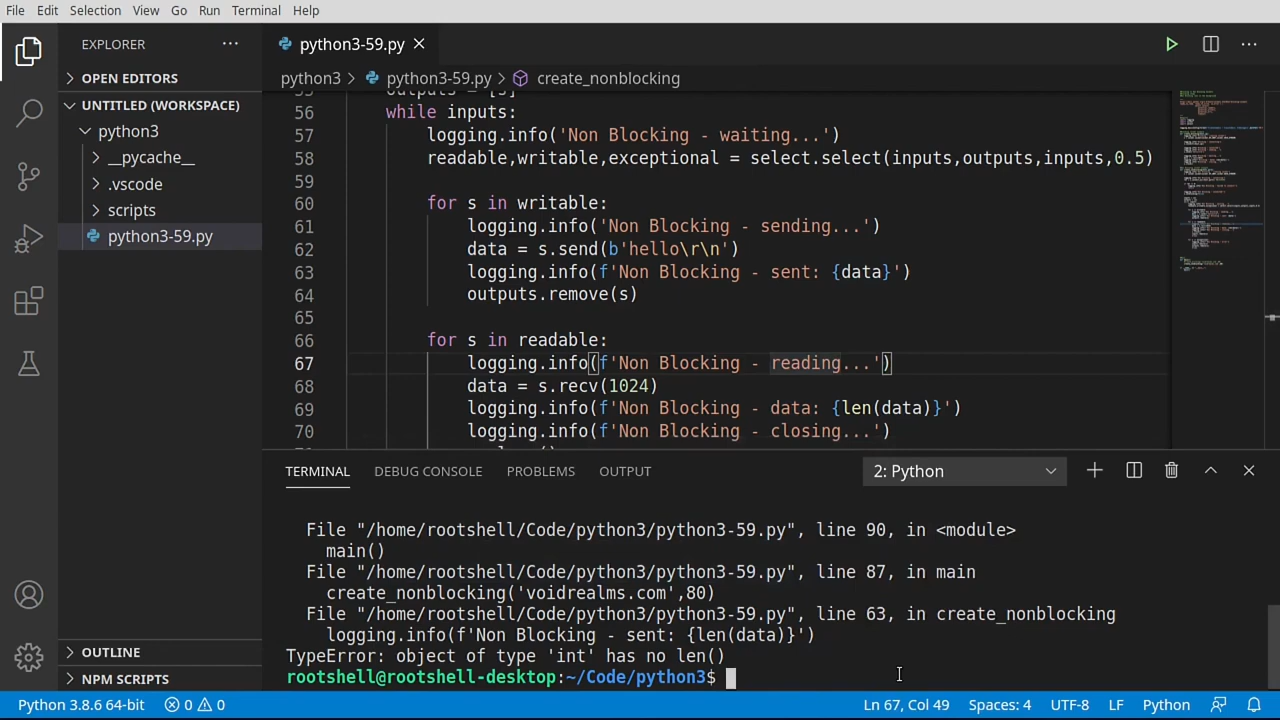 File Edit Selection View Go Run Terminal Help
EXPLORER ···
OPEN EDITORS
UNTITLED (WORKSPACE)
python3
__pycache__
.vscode
scripts
python3-59.py
OUTLINE
NPM SCRIPTS
python3-59.py
python3 > python3-59.py > create_nonblocking
56 while inputs:
57 logging.info('Non Blocking - waiting...')
58 readable,writable,exceptional = select.select(inputs,outputs,inputs,0.5)
59
60 for s in writable:
61 logging.info('Non Blocking - sending...')
62 data = s.send(b'hello\r\n')
63 logging.info(f'Non Blocking - sent: {data}')
64 outputs.remove(s)
65
66 for s in readable:
67 logging.info(f'Non Blocking - reading...')
68 data = s.recv(1024)
69 logging.info(f'Non Blocking - data: {len(data)}')
70 logging.info(f'Non Blocking - closing...')
TERMINAL DEBUG CONSOLE PROBLEMS OUTPUT 2: Python
File "/home/rootshell/Code/python3/python3-59.py", line 90, in <module>
main()
File "/home/rootshell/Code/python3/python3-59.py", line 87, in main
create_nonblocking('voidrealms.com',80)
File "/home/rootshell/Code/python3/python3-59.py", line 63, in create_nonblocking
logging.info(f'Non Blocking - sent: {len(data)}')
TypeError: object of type 'int' has no len()
rootshell@rootshell-desktop:~/Code/python3$
Python 3.8.6 64-bit 0 0 Ln 67, Col 49 Spaces: 4 UTF-8 LF Python